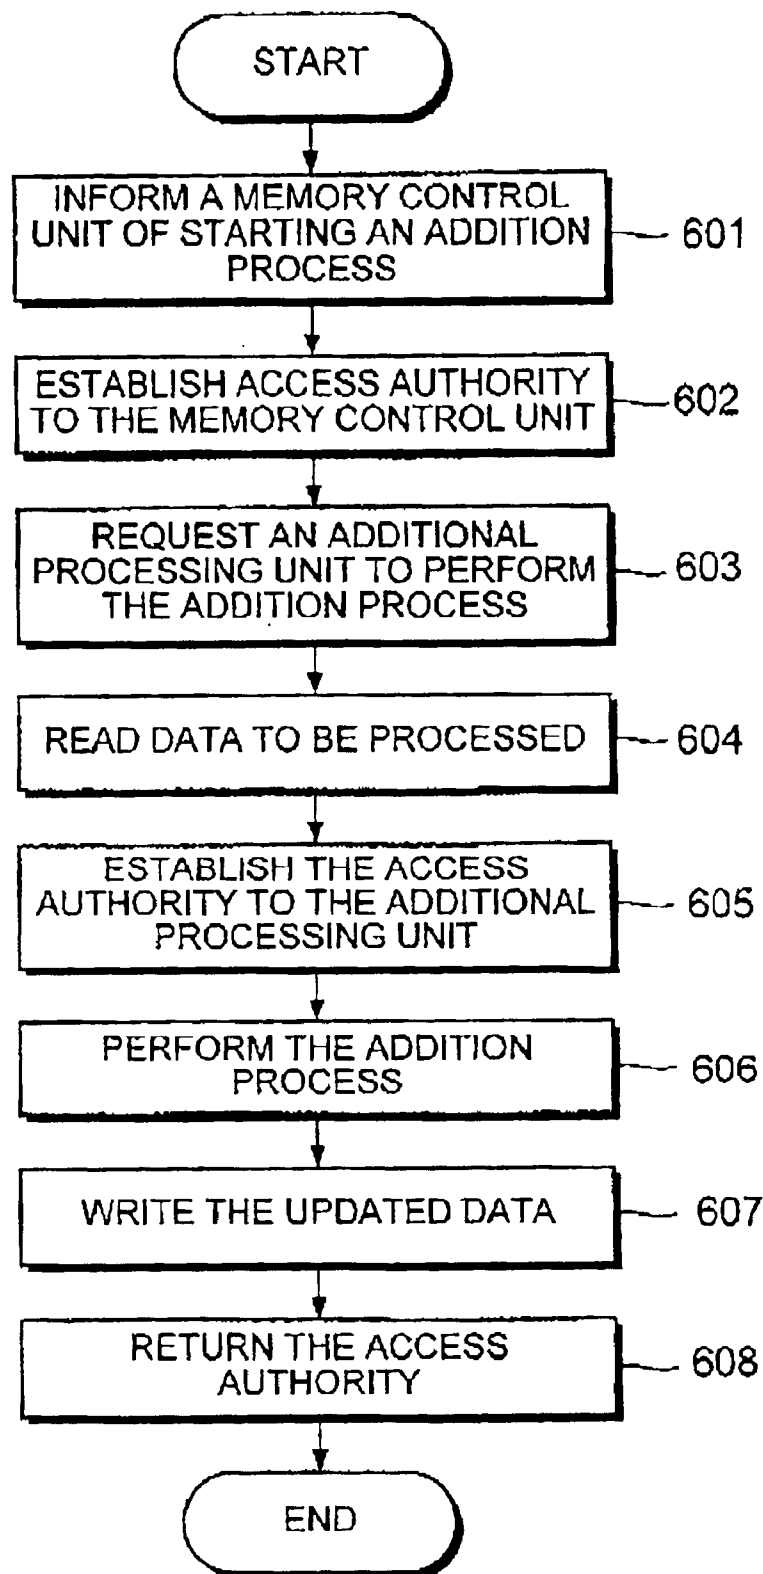 START
INFORM A MEMORY CONTROL
UNIT OF STARTING AN ADDITION
PROCESS
601
ESTABLISH ACCESS AUTHORITY
TO THE MEMORY CONTROL UNIT
602
REQUEST AN ADDITIONAL
PROCESSING UNIT TO PERFORM
THE ADDITION PROCESS
603
READ DATA TO BE PROCESSED
604
ESTABLISH THE ACCESS
AUTHORITY TO THE ADDITIONAL
PROCESSING UNIT
605
PERFORM THE ADDITION
PROCESS
606
WRITE THE UPDATED DATA
607
RETURN THE ACCESS
AUTHORITY
608
END